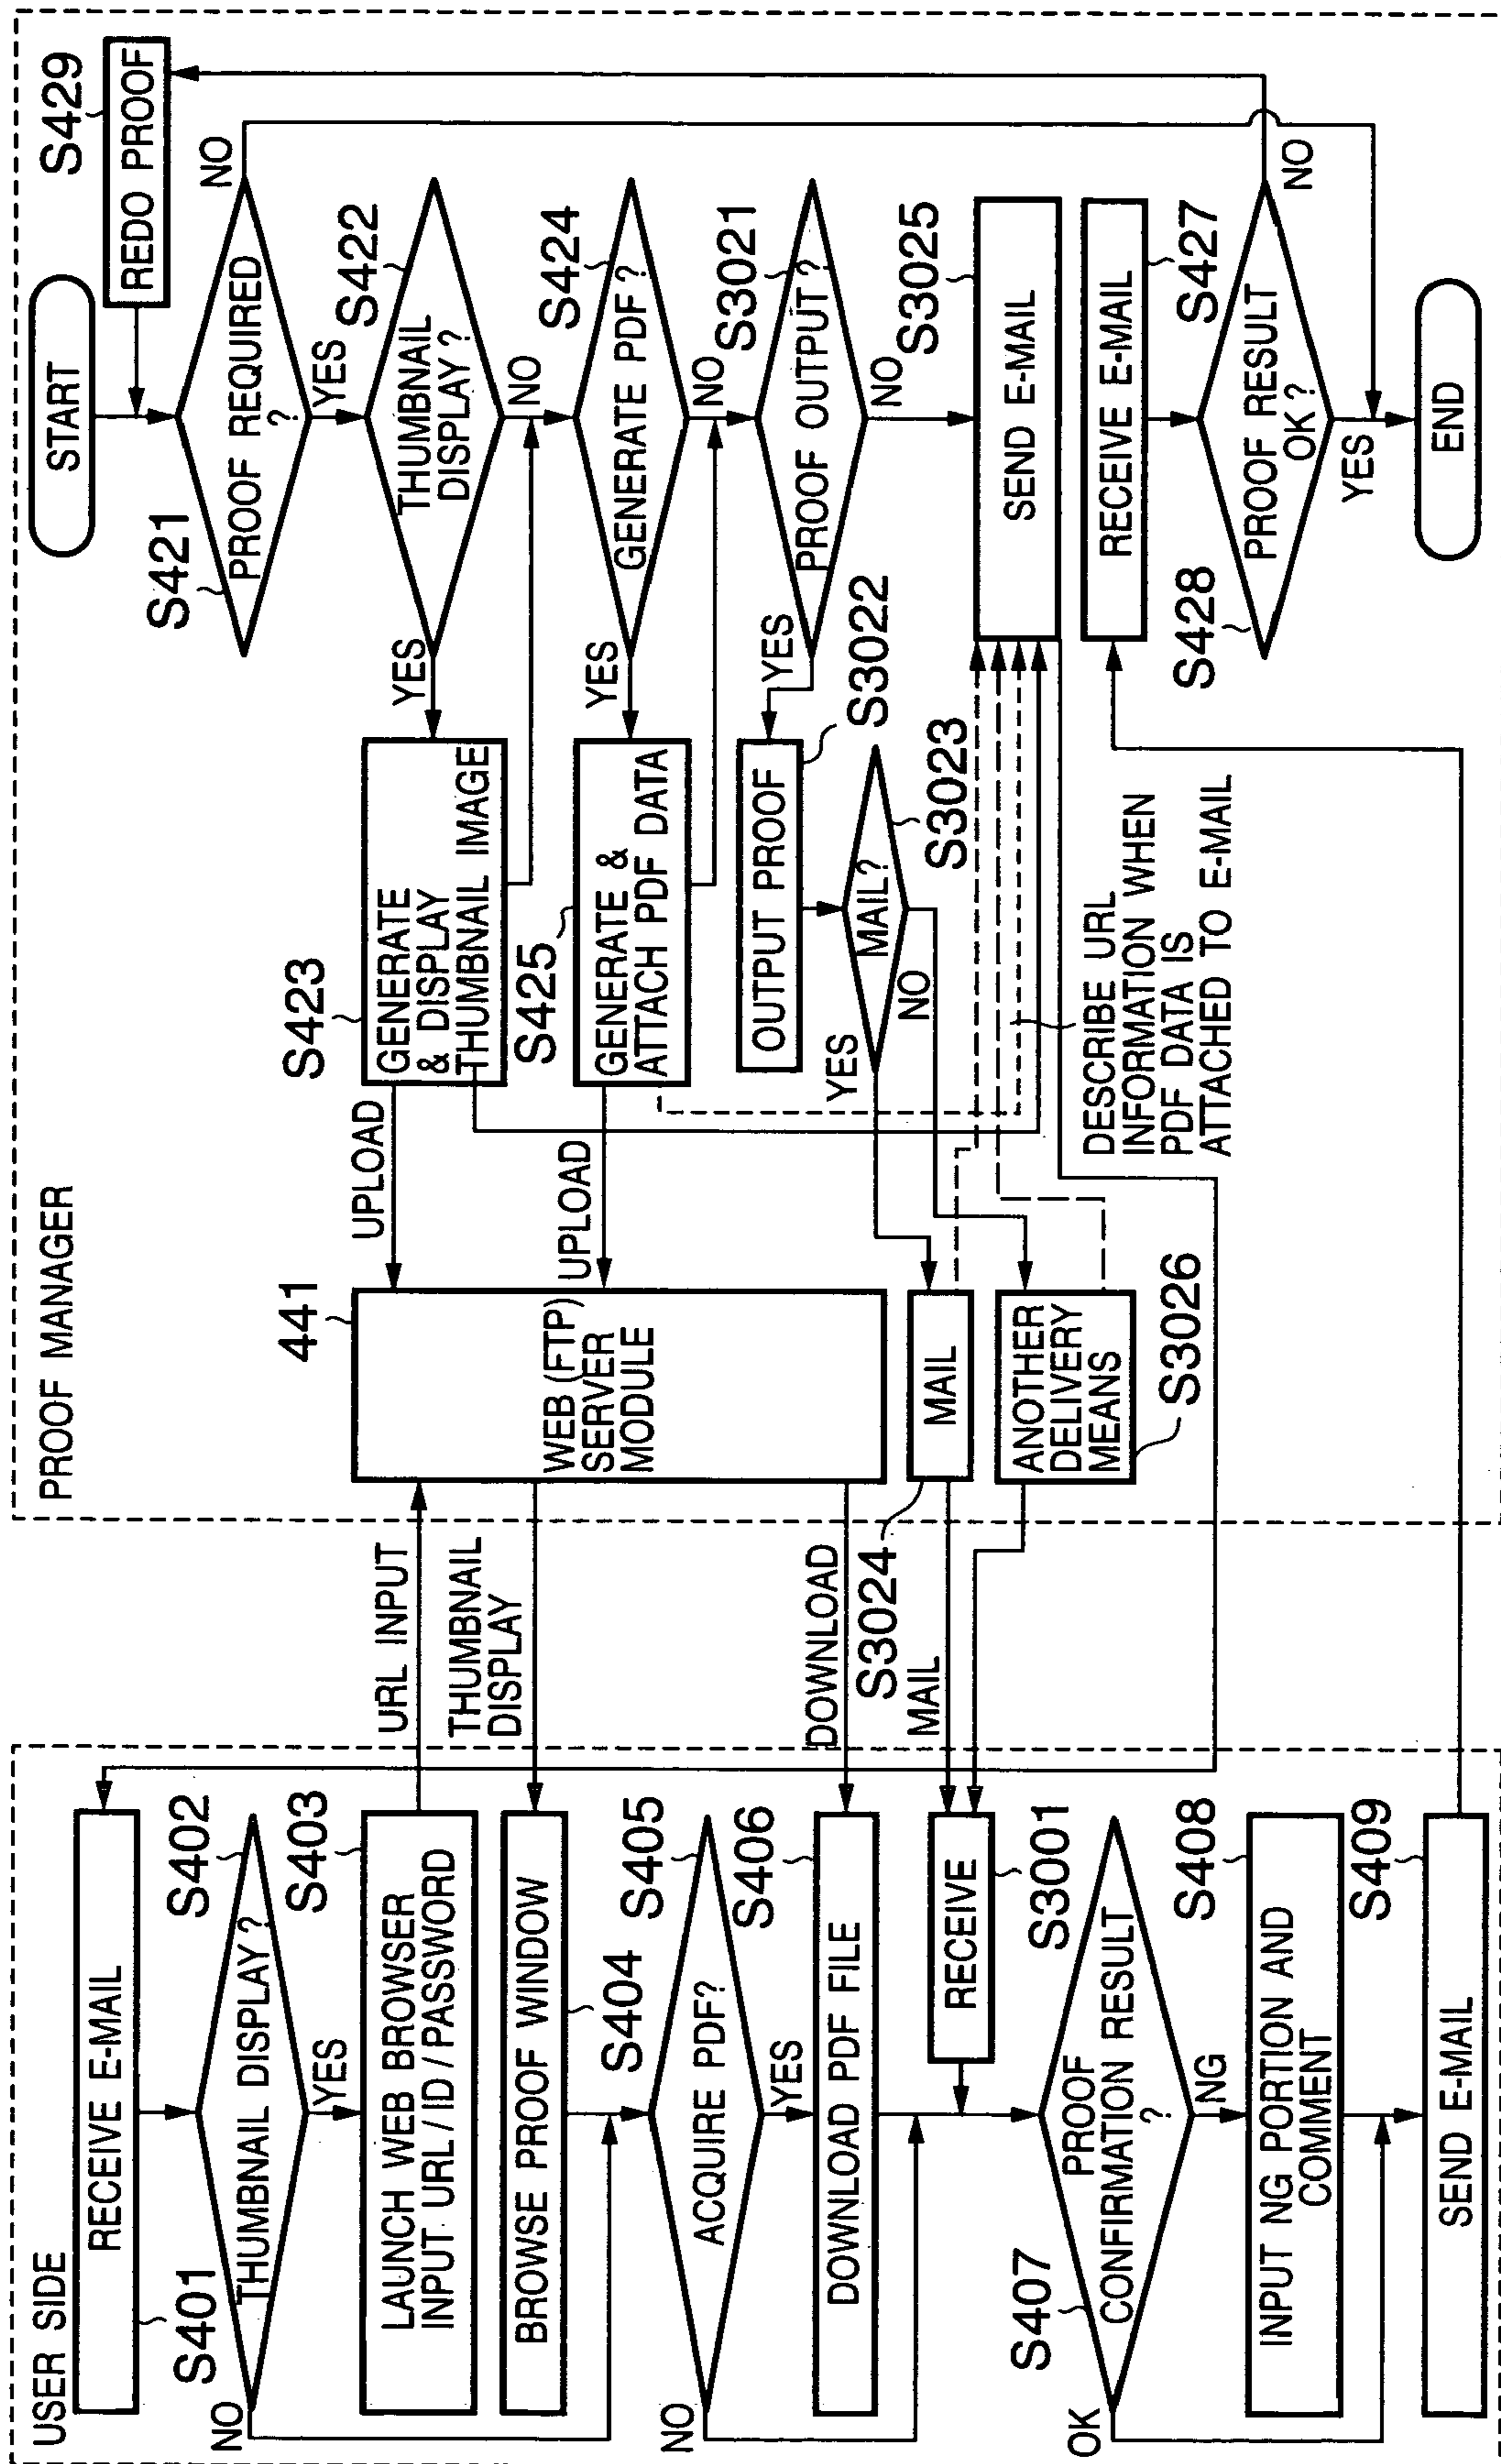 USER SIDE
RECEIVE E-MAIL
S401
THUMBNAIL DISPLAY?
S402
NO
YES
LAUNCH WEB BROWSER
INPUT URL/ID/PASSWORD
S403
BROWSE PROOF WINDOW
S404
ACQUIRE PDF?
S405
NO
YES
DOWNLOAD PDF FILE
S406
RECEIVE
S3001
PROOF
CONFIRMATION RESULT
?
S407
OK
NG
INPUT NG PORTION AND
COMMENT
S408
SEND E-MAIL
S409
URL INPUT
THUMBNAIL
DISPLAY
DOWNLOAD
MAIL
PROOF MANAGER
441
WEB (FTP)
SERVER
MODULE
MAIL
S3024
ANOTHER
DELIVERY
MEANS
S3026
UPLOAD
UPLOAD
S423
GENERATE
& DISPLAY
THUMBNAIL IMAGE
S425
GENERATE &
ATTACH PDF DATA
OUTPUT PROOF
S3022
MAIL?
S3023
YES
NO
DESCRIBE URL
INFORMATION WHEN
PDF DATA IS
ATTACHED TO E-MAIL
START
REDO PROOF
S429
S421
PROOF REQUIRED
?
NO
YES
THUMBNAIL
DISPLAY?
S422
YES
NO
GENERATE PDF?
S424
YES
NO
PROOF OUTPUT?
S3021
YES
NO
SEND E-MAIL
S3025
RECEIVE E-MAIL
S427
S428
PROOF RESULT
OK?
NO
YES
END